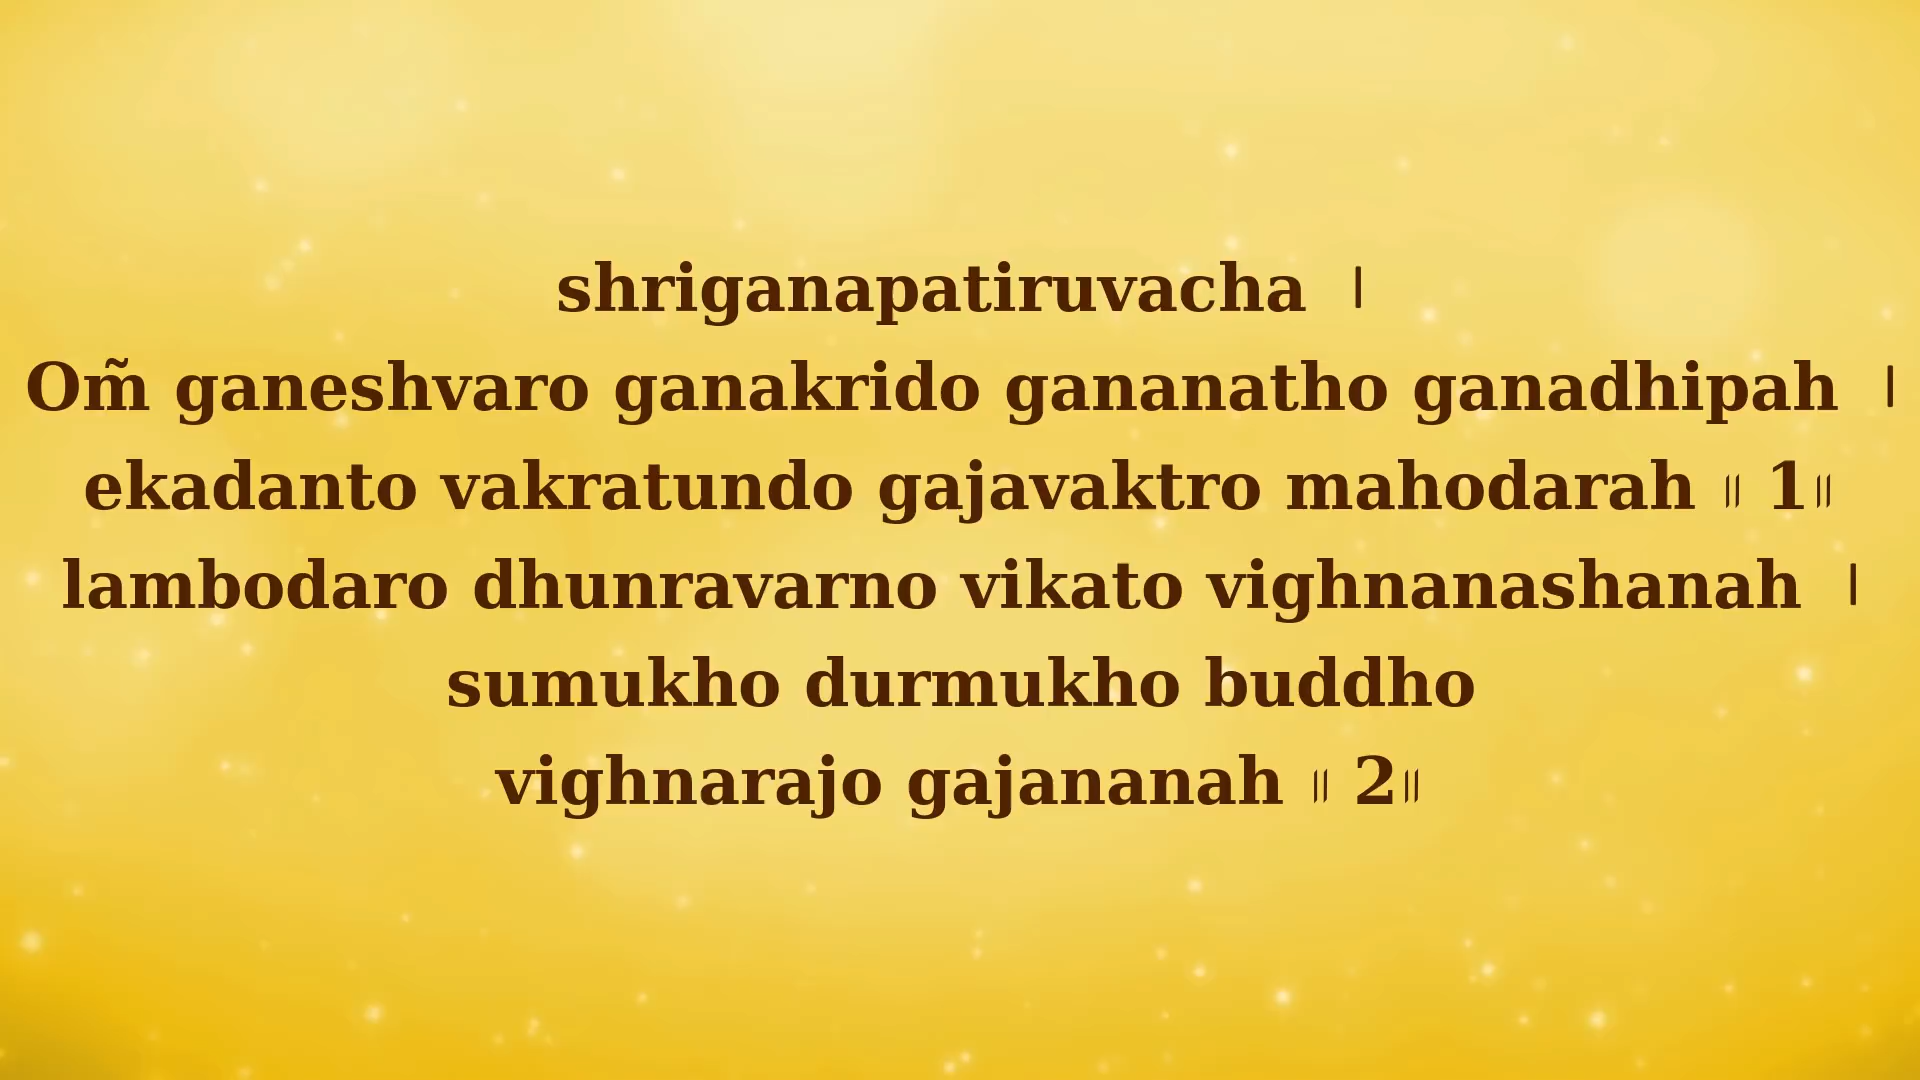 shriganapatiruvacha ।
Om̃ ganeshvaro ganakrido gananatho ganadhipah ।
ekadanto vakratundo gajavaktro mahodarah ॥ 1॥
lambodaro dhunravarno vikato vighnanashanah ।
sumukho durmukho buddho
vighnarajo gajananah ॥ 2॥